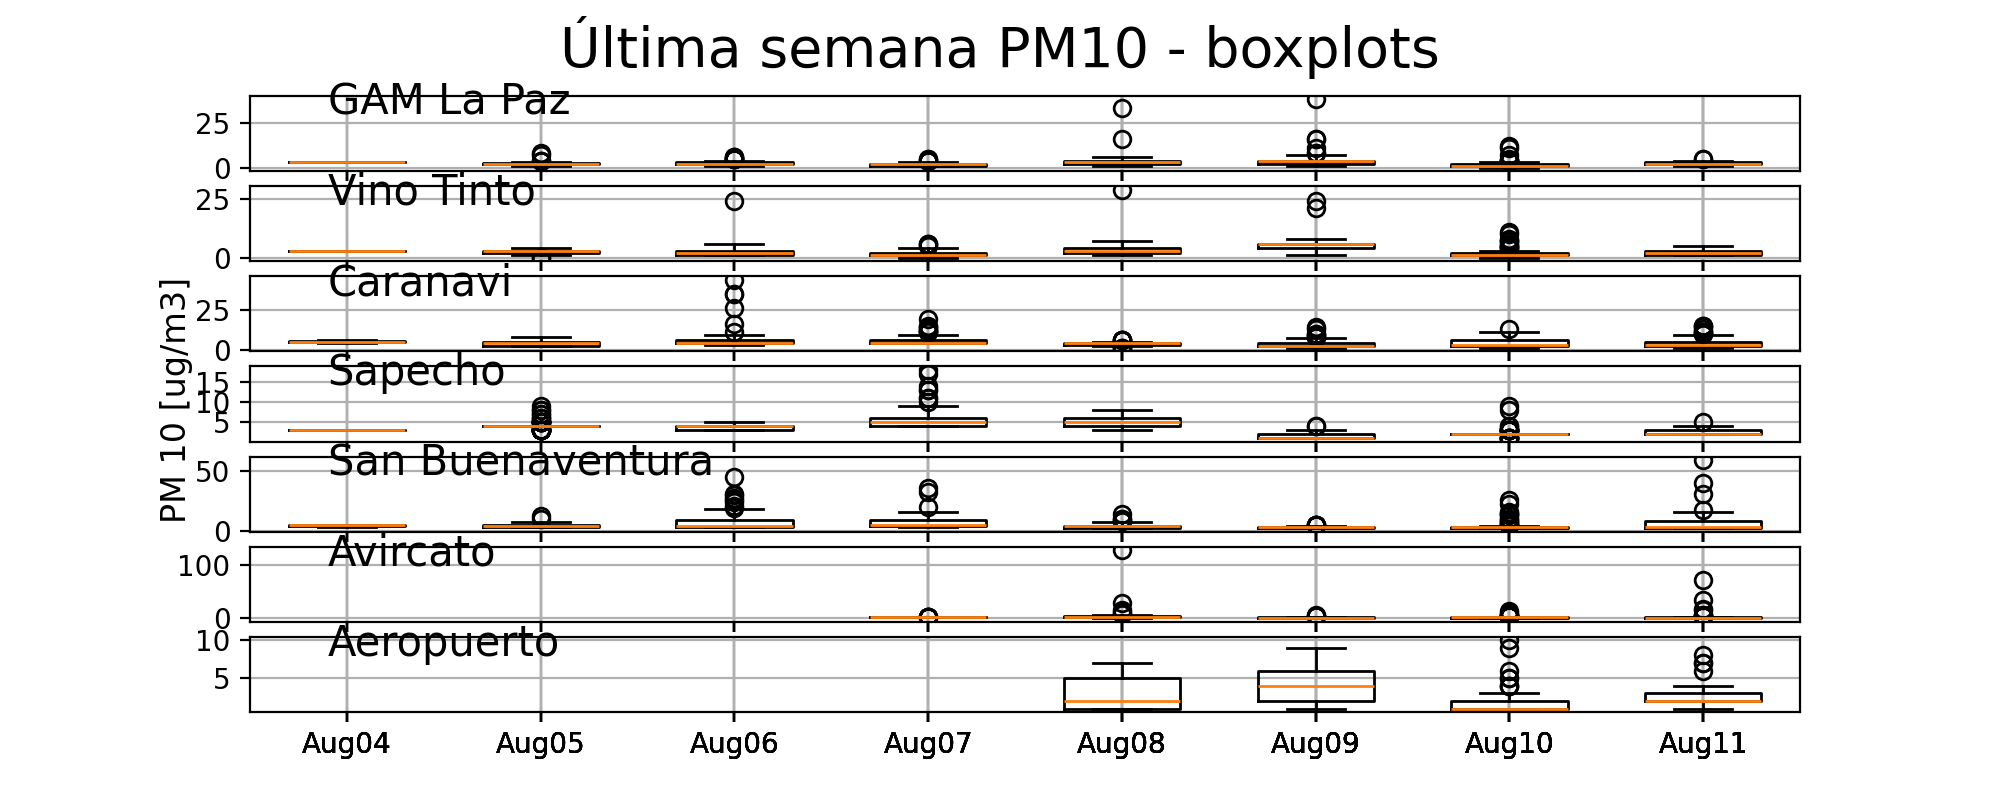 Última semana PM10 - boxplots
GAM La Paz
25
0
Vino Tinto
25
0
Caranavi
25
0
Sapecho
15
10
5
San Buenaventura
50
0
Avircato
100
0
Aeropuerto
10
5
PM 10 [ug/m3]
Aug04 Aug05 Aug06 Aug07 Aug08 Aug09 Aug10 Aug11